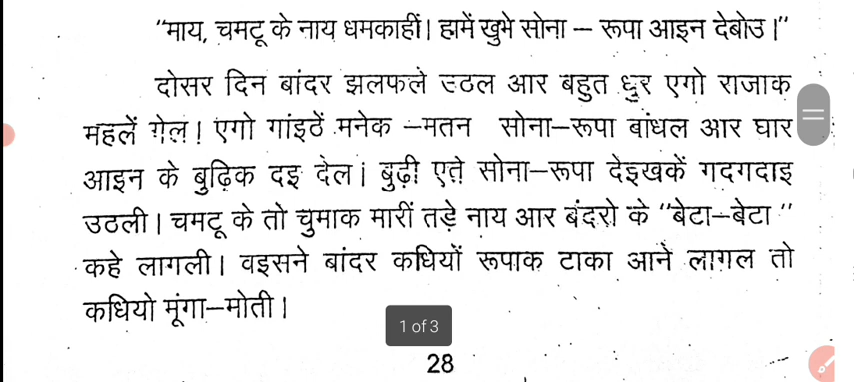 "माय, चमटू के नाय धमकाहीं। हामें खुभे सोना – रूपा आइन देबोउ।"
दोसर दिन बांदर झलफले उठल आर बहुत धुर एगो राजाक
महलें गेल। एगो गांइठें मनेक –मतन सोना–रूपा बांधल आर घार
आइन के बुढ़िक दइ देल। बुढ़ी एते सोना–रूपा देइखकें गदगदाइ
उठली। चमटू के तो चुमाक मारीं तड़े नाय आर बंदरो के "बेटा–बेटा"
कहे लागली। वइसने बांदर कधियों रूपाक टाका आने लागल तो
कधियो मूंगा–मोती।
1 of 3
28